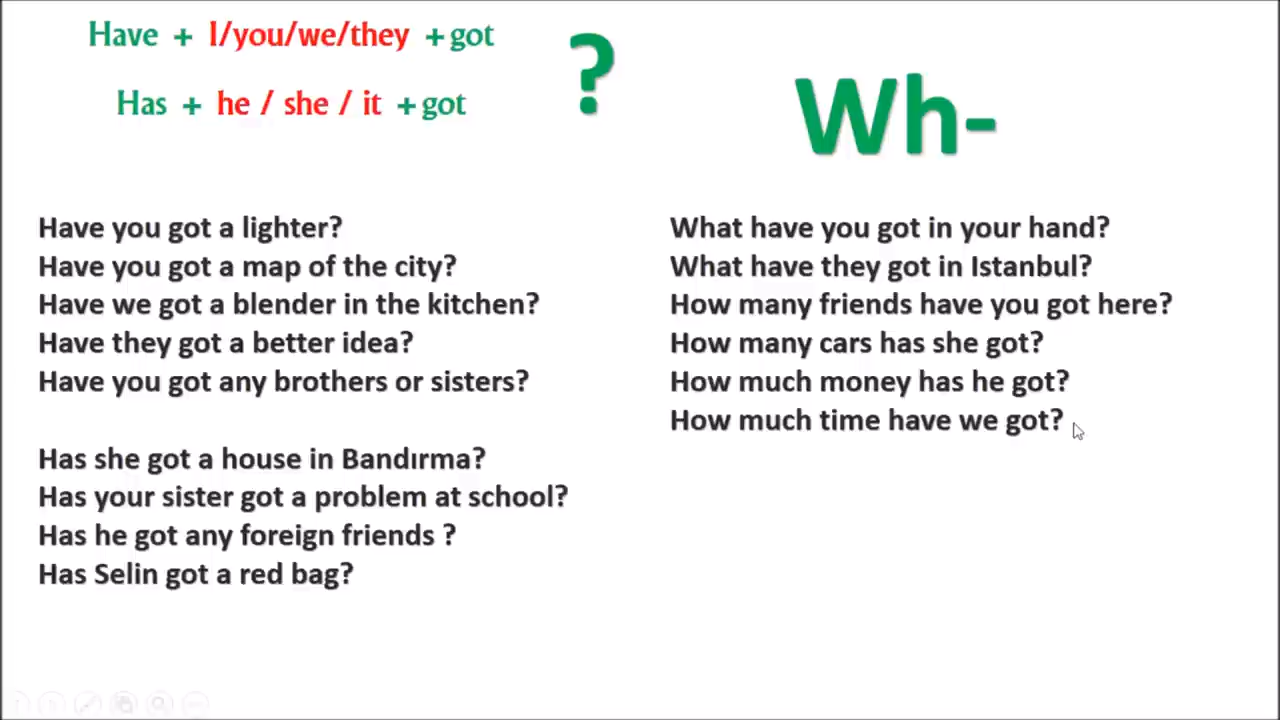 Have + I/you/we/they + got
Has + he / she / it + got
?
Wh-
Have you got a lighter?
Have you got a map of the city?
Have we got a blender in the kitchen?
Have they got a better idea?
Have you got any brothers or sisters?
Has she got a house in Bandırma?
Has your sister got a problem at school?
Has he got any foreign friends ?
Has Selin got a red bag?
What have you got in your hand?
What have they got in Istanbul?
How many friends have you got here?
How many cars has she got?
How much money has he got?
How much time have we got?